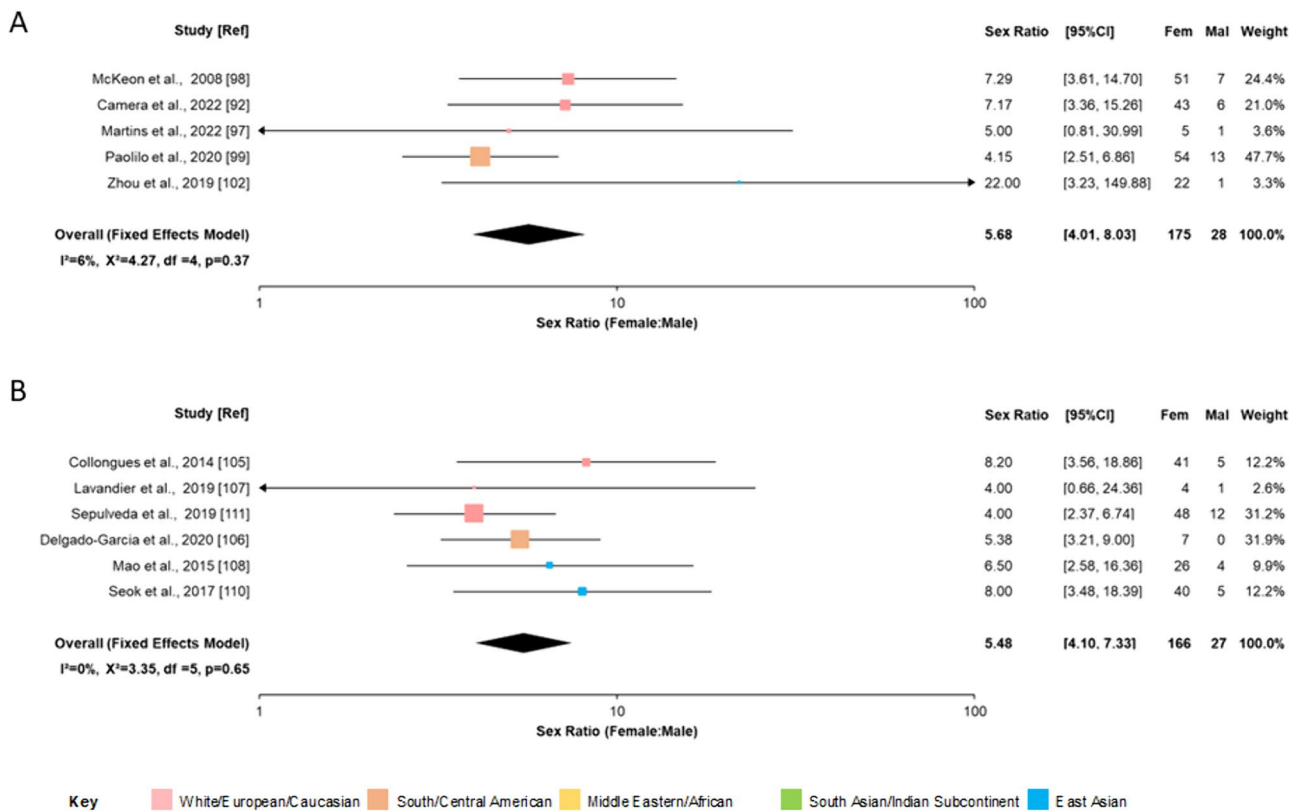 A
Study [Ref] Sex Ratio [95%CI] Fem Mal Weight
McKeon et al., 2008 [98] 7.29 [3.61, 14.70] 51 7 24.4%
Camera et al., 2022 [92] 7.17 [3.36, 15.26] 43 6 21.0%
Martins et al., 2022 [97] 5.00 [0.81, 30.99] 5 1 3.6%
Paolilo et al., 2020 [99] 4.15 [2.51, 6.86] 54 13 47.7%
Zhou et al., 2019 [102] 22.00 [3.23, 149.88] 22 1 3.3%
Overall (Fixed Effects Model) 5.68 [4.01, 8.03] 175 28 100.0%
I²=6%, X²=4.27, df =4, p=0.37
1 10 100
Sex Ratio (Female:Male)
B
Study [Ref] Sex Ratio [95%CI] Fem Mal Weight
Collongues et al., 2014 [105] 8.20 [3.56, 18.86] 41 5 12.2%
Lavandier et al., 2019 [107] 4.00 [0.66, 24.36] 4 1 2.6%
Sepulveda et al., 2019 [111] 4.00 [2.37, 6.74] 48 12 31.2%
Delgado-Garcia et al., 2020 [106] 5.38 [3.21, 9.00] 7 0 31.9%
Mao et al., 2015 [108] 6.50 [2.58, 16.36] 26 4 9.9%
Seok et al., 2017 [110] 8.00 [3.48, 18.39] 40 5 12.2%
Overall (Fixed Effects Model) 5.48 [4.10, 7.33] 166 27 100.0%
I²=0%, X²=3.35, df =5, p=0.65
1 10 100
Sex Ratio (Female:Male)
Key White/European/Caucasian South/Central American Middle Eastern/African South Asian/Indian Subcontinent East Asian